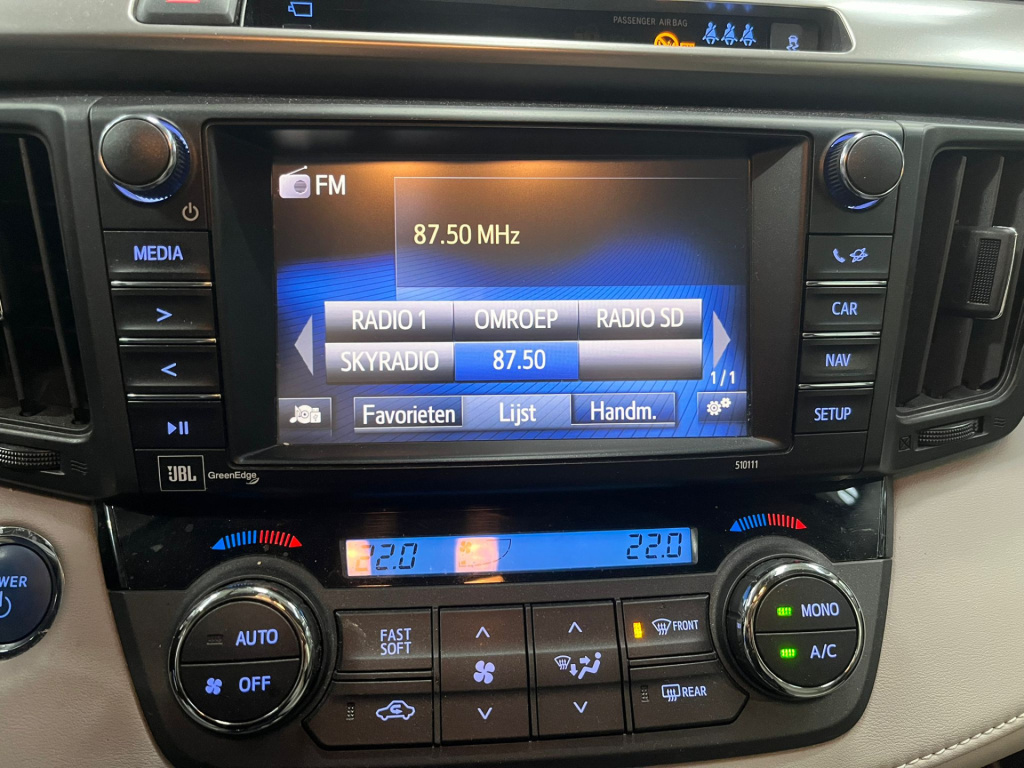 PASSENGER AIR BAG
FM
87.50 MHz
MEDIA
>
<
RADIO 1 OMROEP RADIO SD
SKYRADIO 87.50
1/1
Favorieten Lijst Handm.
CAR
NAV
SETUP
JBL GreenEdge
510111
22.0 22.0
POWER
AUTO
OFF
FAST
SOFT
FRONT
REAR
MONO
A/C